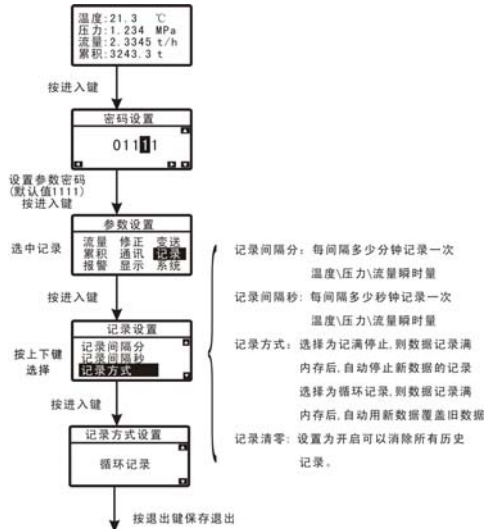 温度:21.3 ℃
压力:1.234 MPa
流量:2.3345 t/h
累积:3243.3 t
按进入键
密码设置
01111
设置参数密码
(默认值1111)
按进入键
参数设置
流量 修正 变送
累积 通讯 记录
报警 显示 系统
选中记录
按进入键
记录设置
记录间隔分
记录间隔秒
记录方式
按上下键
选择
按进入键
记录方式设置
循环记录
按退出键保存退出
记录间隔分: 每间隔多少分钟记录一次
温度\压力\流量瞬时量
记录间隔秒: 每间隔多少秒钟记录一次
温度\压力\流量瞬时量
记录方式: 选择为记满停止,则数据记录满
内存后,自动停止新数据的记录
选择为循环记录,则数据记录满
内存后,自动用新数据覆盖旧数据
记录清零: 设置为开启可以消除所有历史
记录。